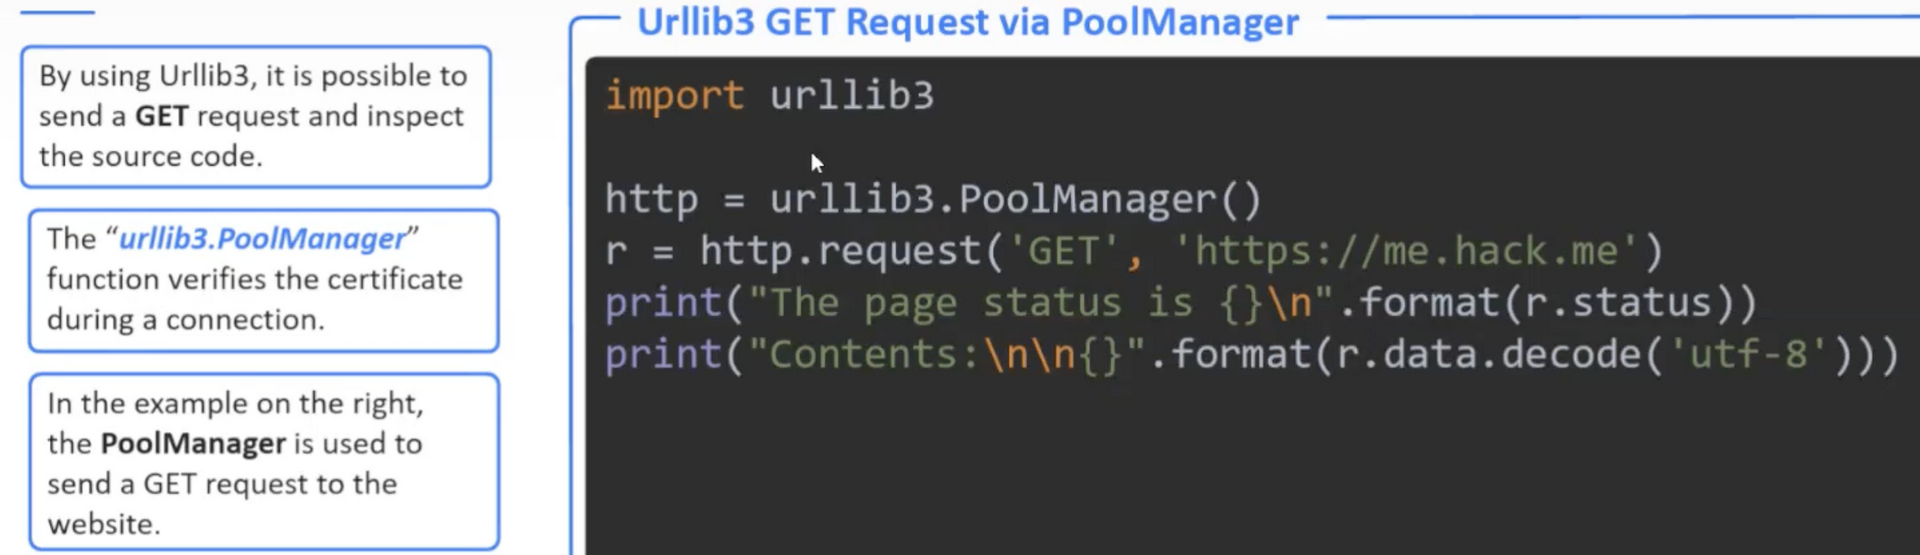 Urllib3 GET Request via PoolManager
By using Urllib3, it is possible to
send a GET request and inspect
the source code.
The “urllib3.PoolManager”
function verifies the certificate
during a connection.
In the example on the right,
the PoolManager is used to
send a GET request to the
website.
import urllib3
http = urllib3.PoolManager()
r = http.request('GET', 'https://me.hack.me')
print("The page status is {}\n".format(r.status))
print("Contents:\n\n{}".format(r.data.decode('utf-8')))